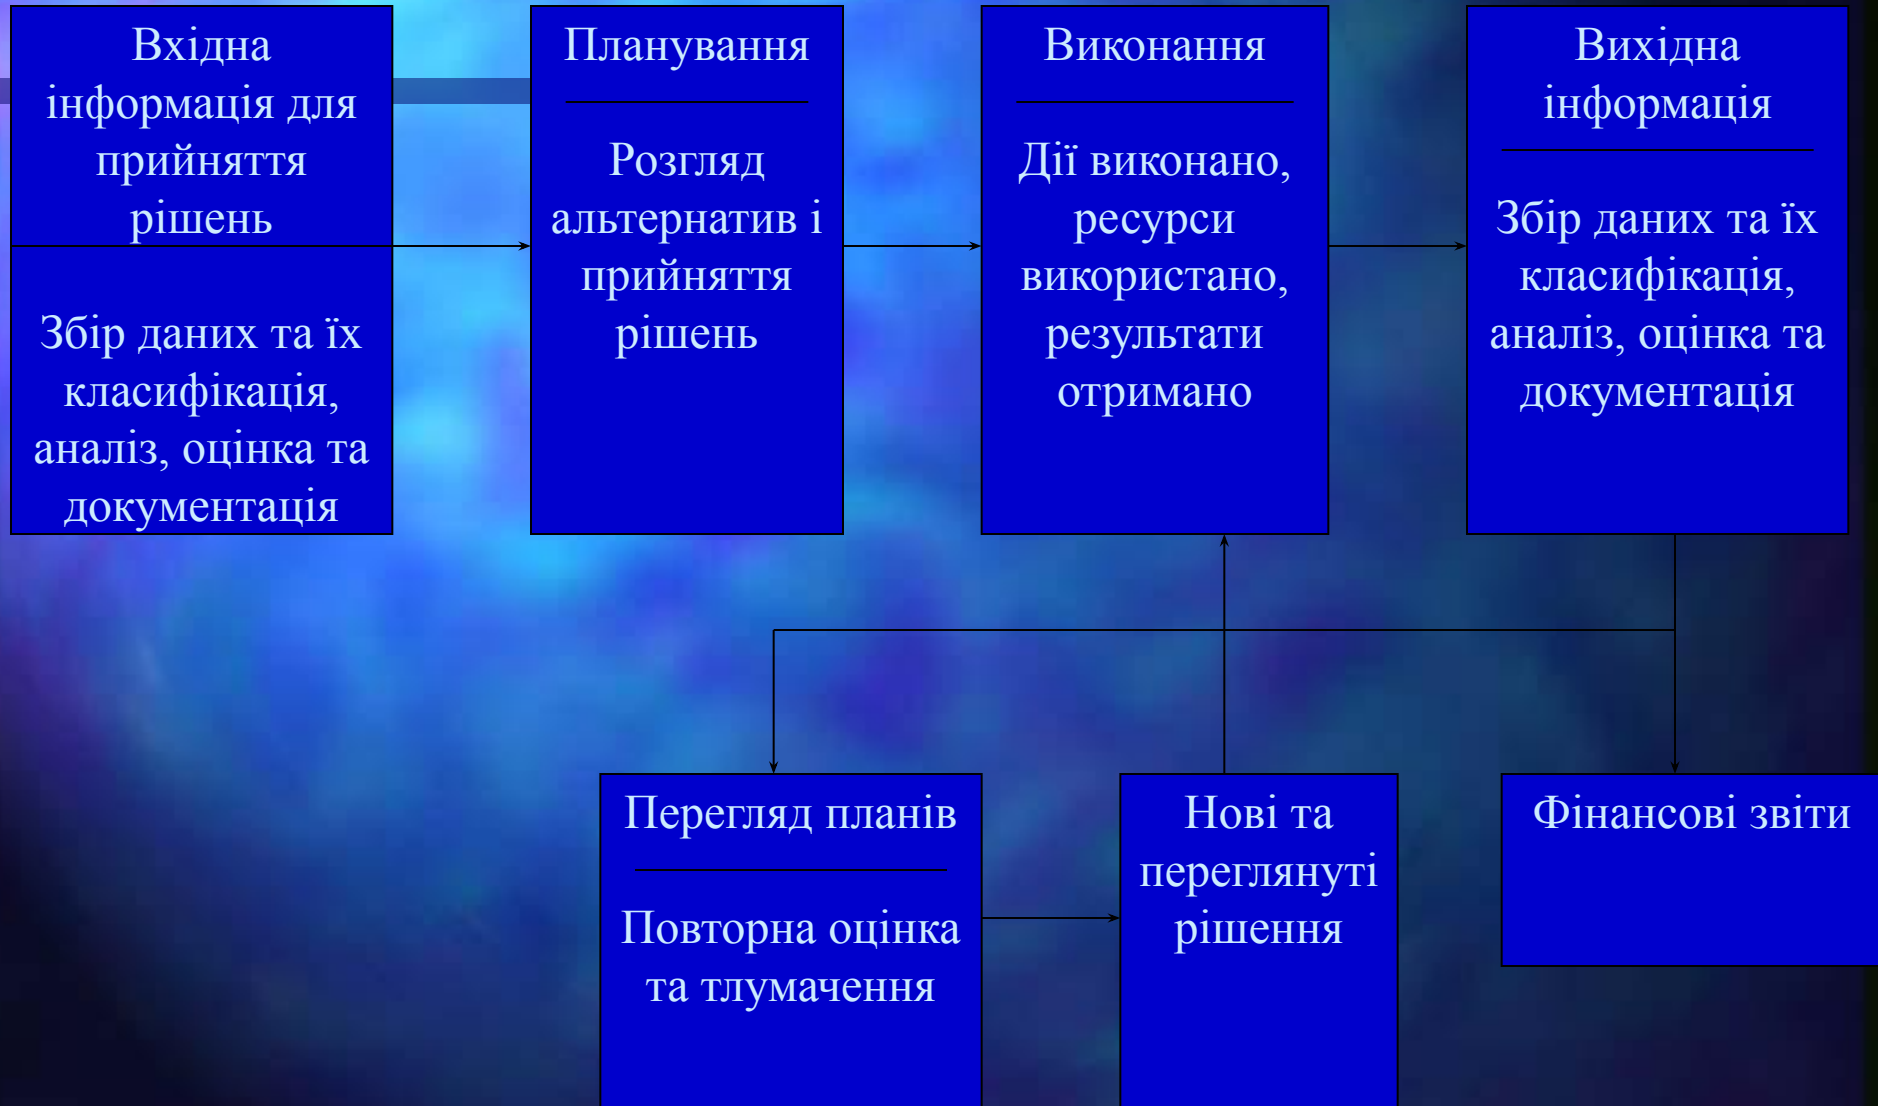 Вхідна
інформація для
прийняття
рішень
Збір даних та їх
класифікація,
аналіз, оцінка та
документація
Планування
Розгляд
альтернатив і
прийняття
рішень
Виконання
Дії виконано,
ресурси
використано,
результати
отримано
Вихідна
інформація
Збір даних та їх
класифікація,
аналіз, оцінка та
документація
Перегляд планів
Повторна оцінка
та тлумачення
Нові та
переглянуті
рішення
Фінансові звіти